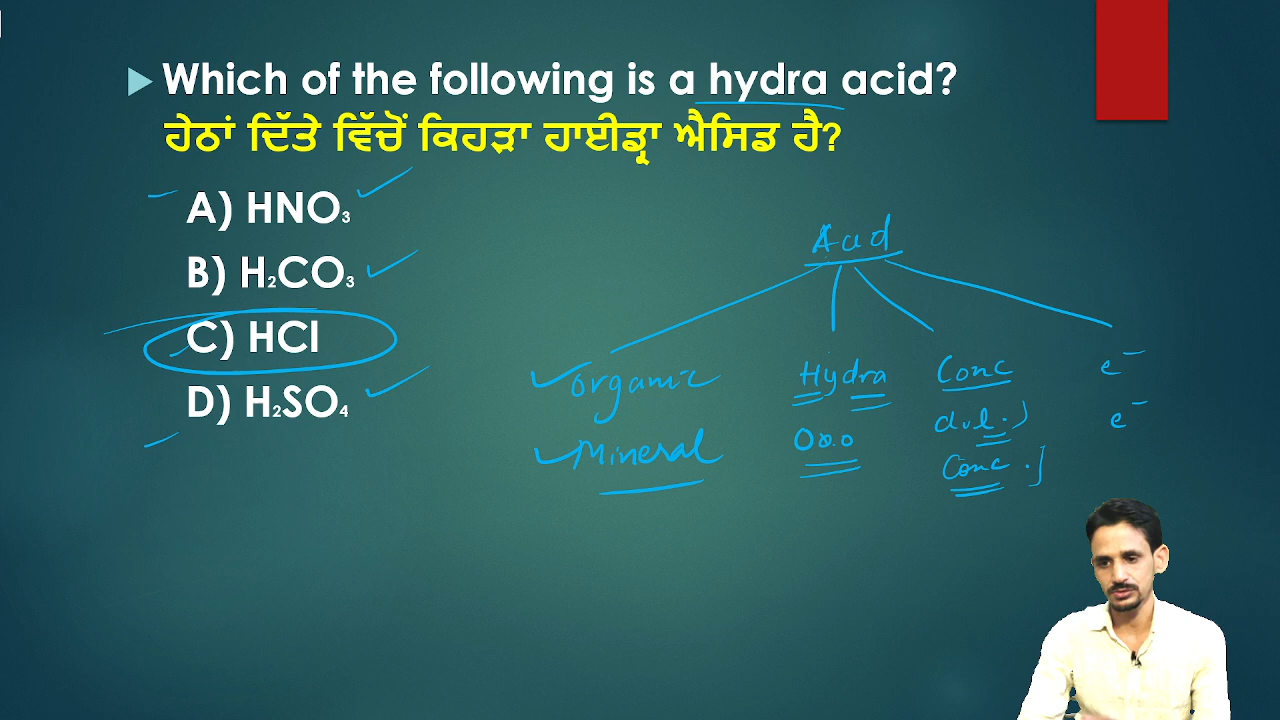 Which of the following is a hydra acid?
ਹੇਠਾਂ ਦਿੱਤੇ ਵਿੱਚੋਂ ਕਿਹੜਾ ਹਾਈਡ੍ਰਾ ਐਸਿਡ ਹੈ?
A) HNO₃
B) H₂CO₃
C) HCl
D) H₂SO₄
Acid
Organic Hydra Conc e⁻
Mineral Oxo dil. e⁻
Conc.